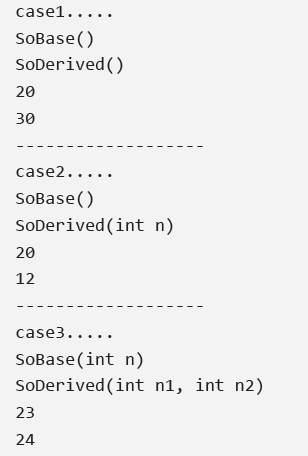 case1.....
SoBase()
SoDerived()
20
30
-------------------
case2.....
SoBase()
SoDerived(int n)
20
12
-------------------
case3.....
SoBase(int n)
SoDerived(int n1, int n2)
23
24